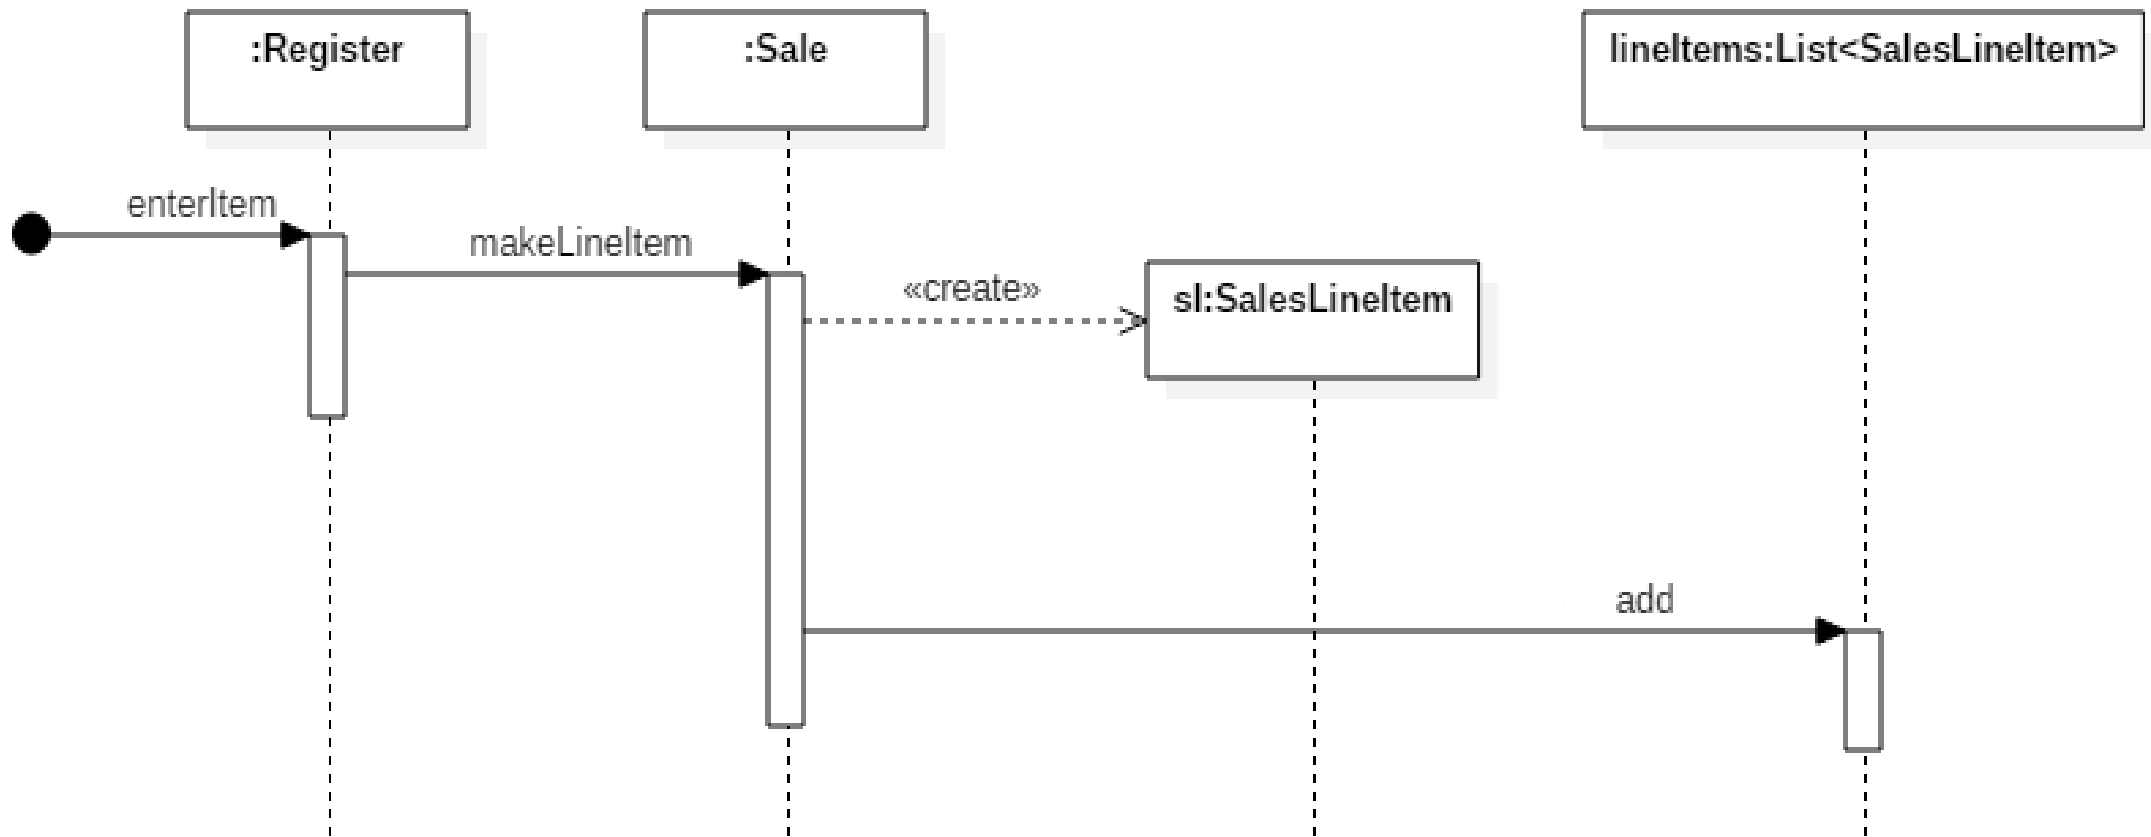 :Register
:Sale
lineItems:List<SalesLineItem>
enterItem
makeLineItem
«create»
sl:SalesLineItem
add